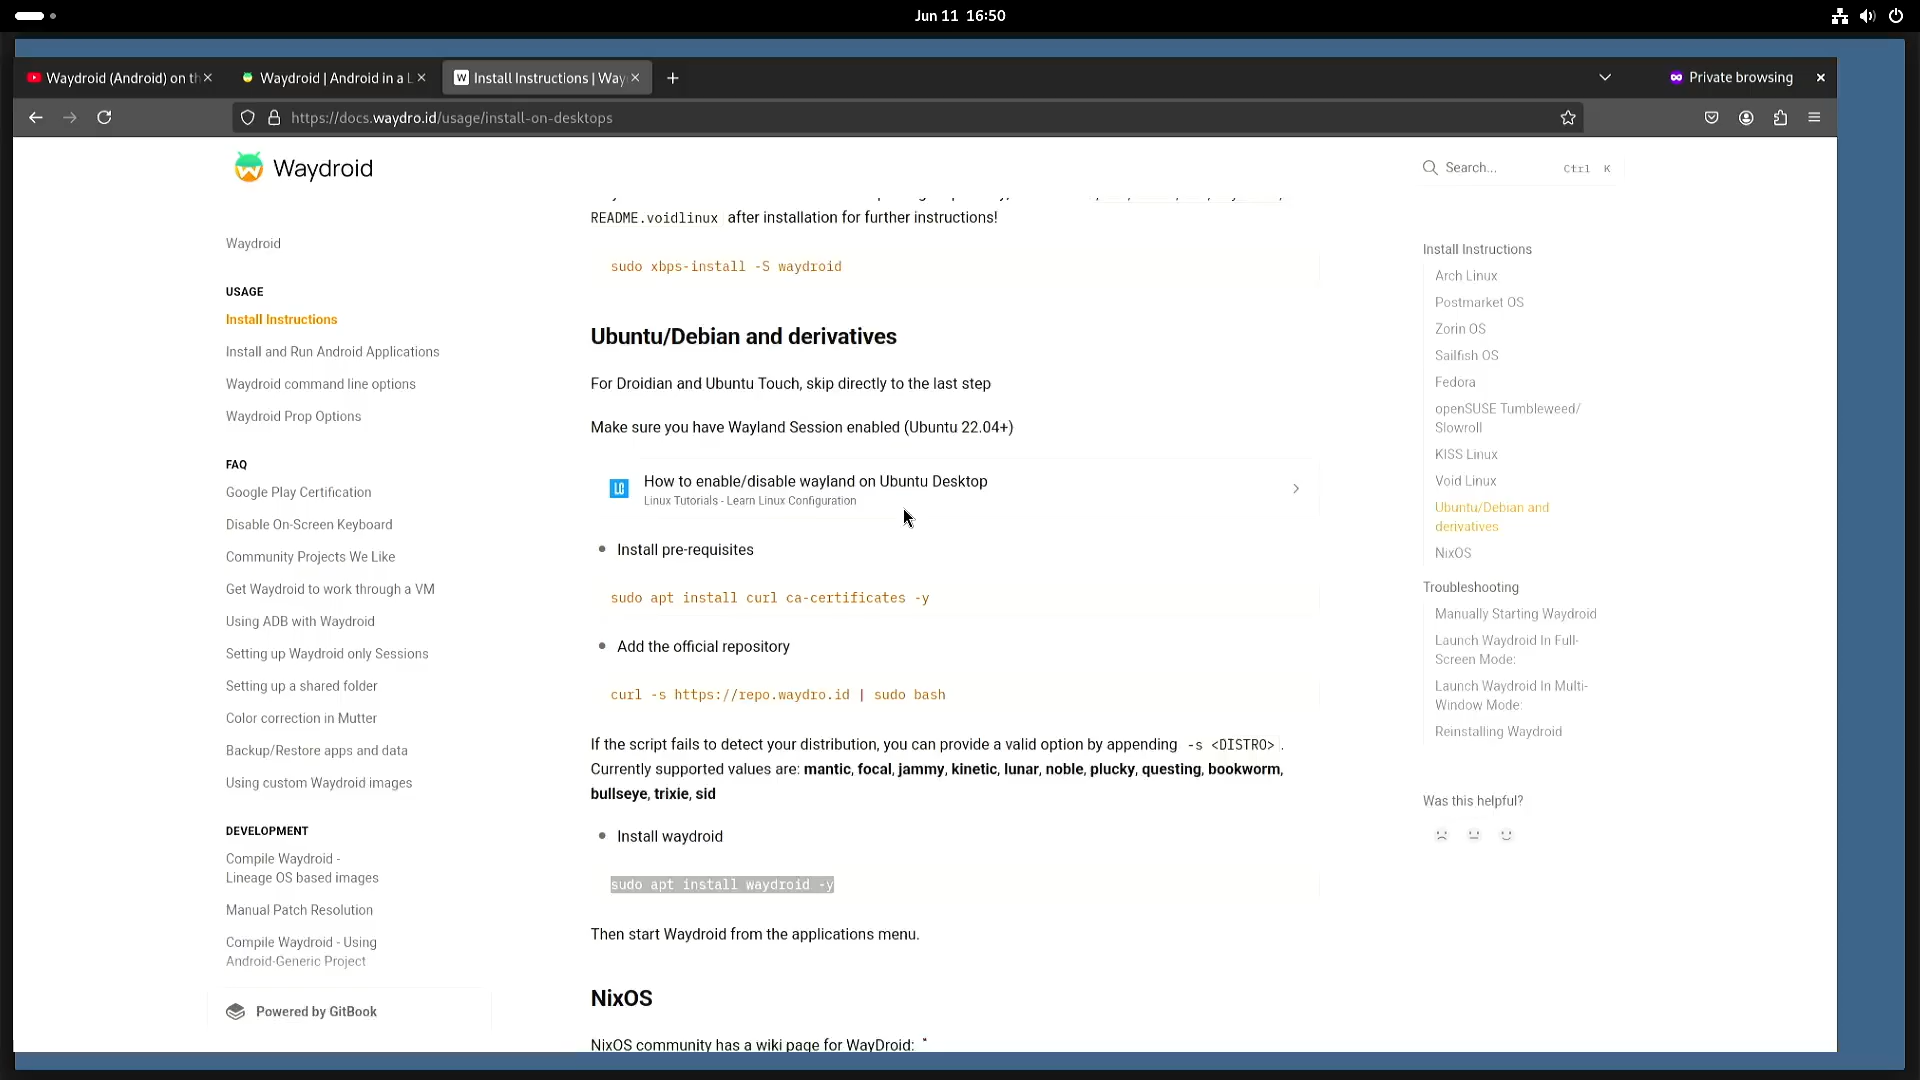 Jun 11 16:50
Waydroid (Android) on th
Waydroid | Android in a L
Install Instructions | Way
Private browsing
https://docs.waydro.id/usage/install-on-desktops
Waydroid
Search...
Ctrl K
Waydroid
USAGE
Install Instructions
Install and Run Android Applications
Waydroid command line options
Waydroid Prop Options
FAQ
Google Play Certification
Disable On-Screen Keyboard
Community Projects We Like
Get Waydroid to work through a VM
Using ADB with Waydroid
Setting up Waydroid only Sessions
Setting up a shared folder
Color correction in Mutter
Backup/Restore apps and data
Using custom Waydroid images
DEVELOPMENT
Compile Waydroid -
Lineage OS based images
Manual Patch Resolution
Compile Waydroid - Using
Android-Generic Project
Powered by GitBook
README.voidlinux after installation for further instructions!
sudo xbps-install -S waydroid
Ubuntu/Debian and derivatives
For Droidian and Ubuntu Touch, skip directly to the last step
Make sure you have Wayland Session enabled (Ubuntu 22.04+)
LC
How to enable/disable wayland on Ubuntu Desktop
Linux Tutorials - Learn Linux Configuration
Install pre-requisites
sudo apt install curl ca-certificates -y
Add the official repository
curl -s https://repo.waydro.id | sudo bash
If the script fails to detect your distribution, you can provide a valid option by appending -s <DISTRO> .
Currently supported values are: mantic, focal, jammy, kinetic, lunar, noble, plucky, questing, bookworm,
bullseye, trixie, sid
Install waydroid
sudo apt install waydroid -y
Then start Waydroid from the applications menu.
NixOS
NixOS community has a wiki page for WayDroid:
Install Instructions
Arch Linux
Postmarket OS
Zorin OS
Sailfish OS
Fedora
openSUSE Tumbleweed/
Slowroll
KISS Linux
Void Linux
Ubuntu/Debian and
derivatives
NixOS
Troubleshooting
Manually Starting Waydroid
Launch Waydroid In Full-
Screen Mode:
Launch Waydroid In Multi-
Window Mode:
Reinstalling Waydroid
Was this helpful?